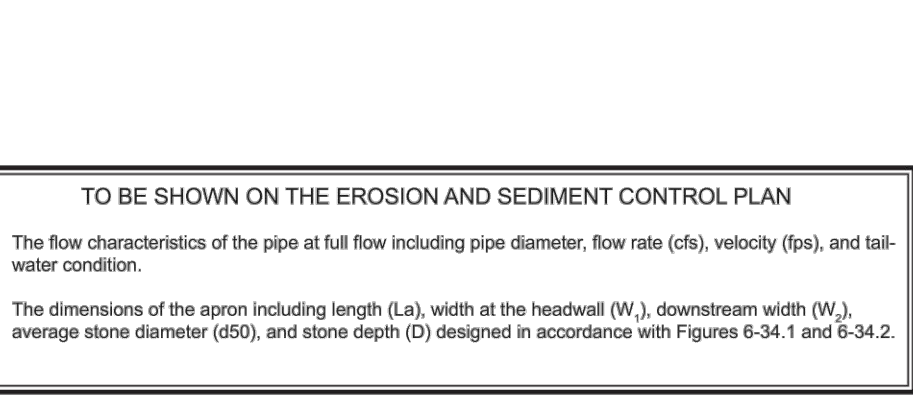 TO BE SHOWN ON THE EROSION AND SEDIMENT CONTROL PLAN
The flow characteristics of the pipe at full flow including pipe diameter, flow rate (cfs), velocity (fps), and tail-
water condition.
The dimensions of the apron including length (La), width at the headwall (W₁), downstream width (W₂),
average stone diameter (d50), and stone depth (D) designed in accordance with Figures 6-34.1 and 6-34.2.